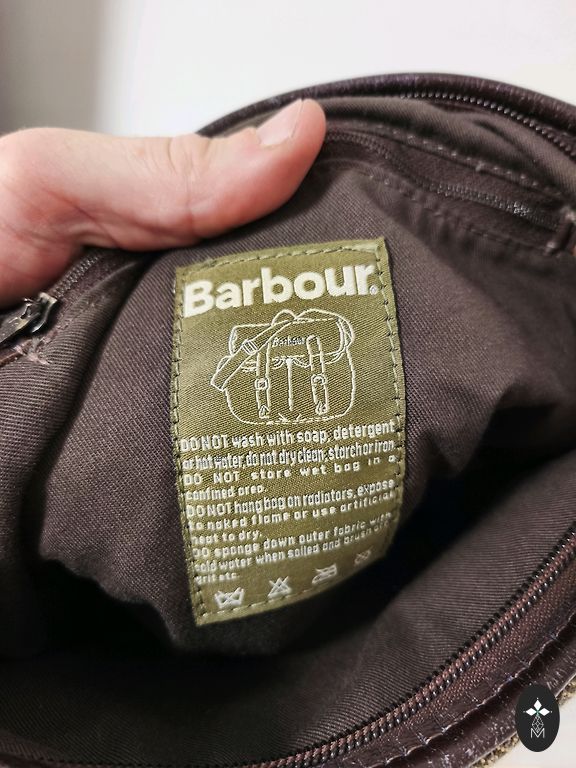 Barbour.
Barbour
DO NOT wash with soap, detergent
or hot water, do not dry clean, starch or iron.
DO NOT store wet bag in a
confined area.
DO NOT hang bag on radiators, expose
to naked flame or use artificial
heat to dry.
DO sponge down outer fabric with
cold water when soiled and brush off
grit etc.